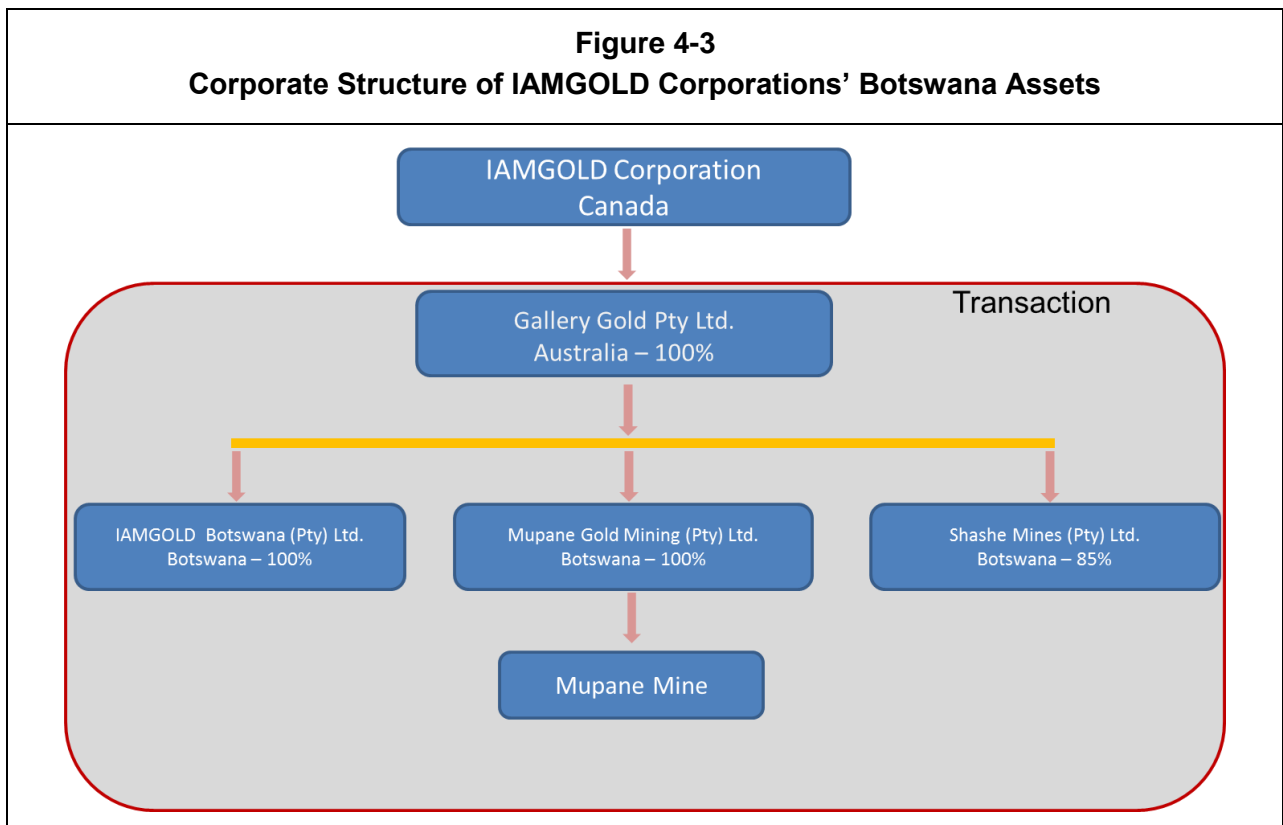 Figure 4-3
Corporate Structure of IAMGOLD Corporations’ Botswana Assets
IAMGOLD Corporation
Canada
Transaction
Gallery Gold Pty Ltd.
Australia – 100%
IAMGOLD Botswana (Pty) Ltd.
Botswana – 100%
Mupane Gold Mining (Pty) Ltd.
Botswana – 100%
Shashe Mines (Pty) Ltd.
Botswana – 85%
Mupane Mine